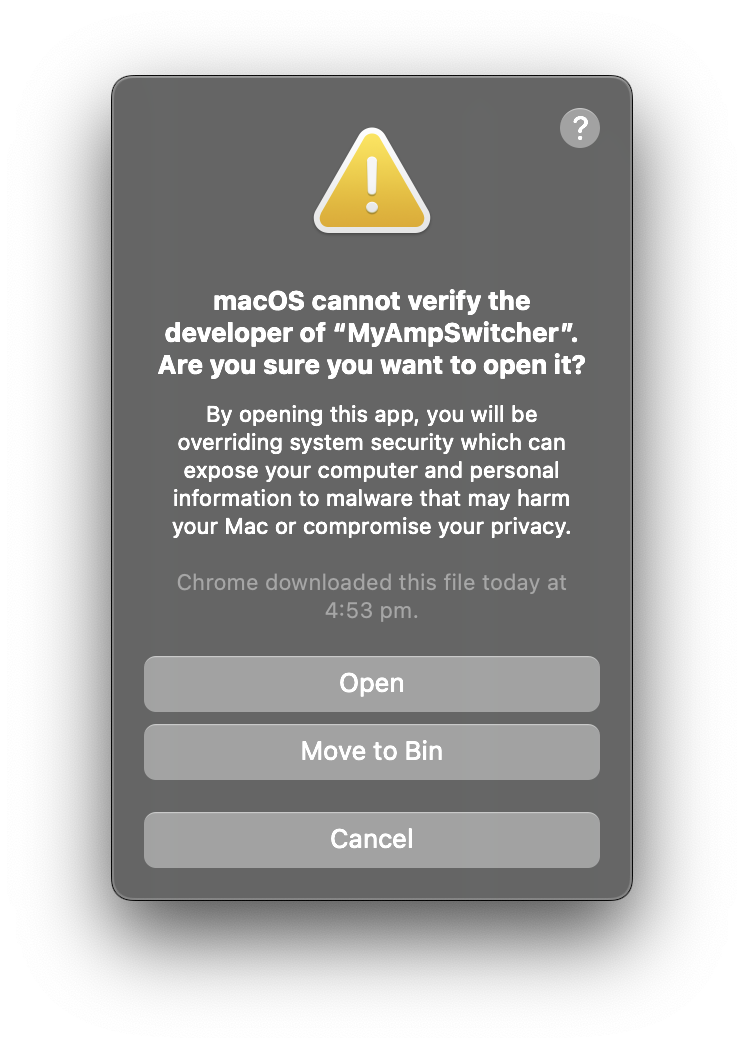 ?
macOS cannot verify the
developer of “MyAmpSwitcher”.
Are you sure you want to open it?
By opening this app, you will be
overriding system security which can
expose your computer and personal
information to malware that may harm
your Mac or compromise your privacy.
Chrome downloaded this file today at
4:53 pm.
Open
Move to Bin
Cancel